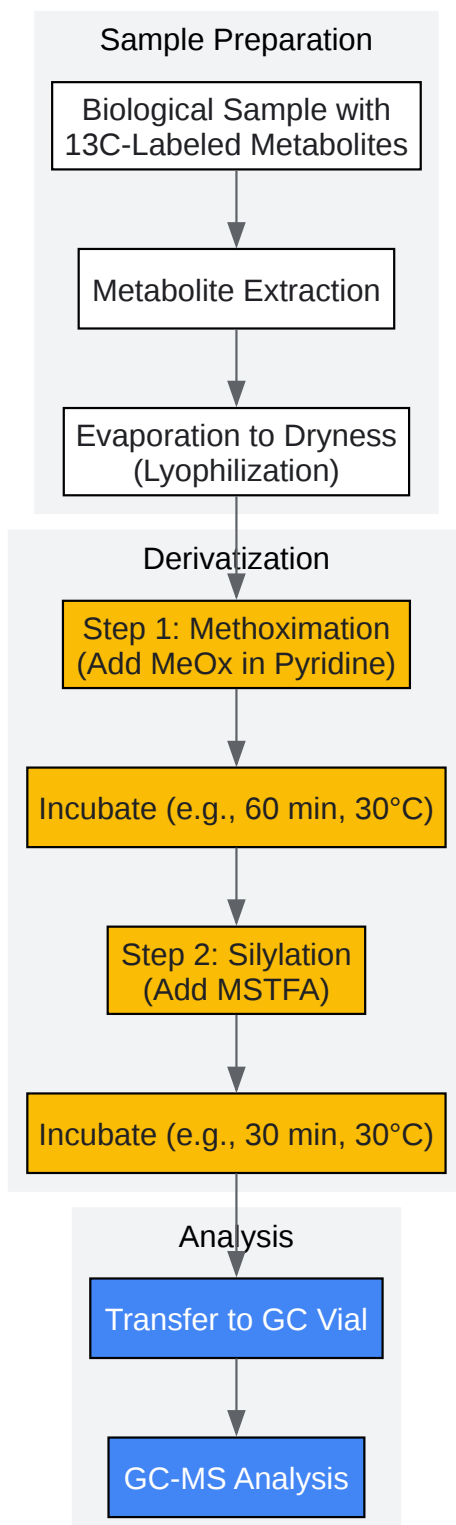 Sample Preparation
Biological Sample with
13C-Labeled Metabolites
Metabolite Extraction
Evaporation to Dryness
(Lyophilization)
Derivatization
Step 1: Methoximation
(Add MeOx in Pyridine)
Incubate (e.g., 60 min, 30°C)
Step 2: Silylation
(Add MSTFA)
Incubate (e.g., 30 min, 30°C)
Analysis
Transfer to GC Vial
GC-MS Analysis